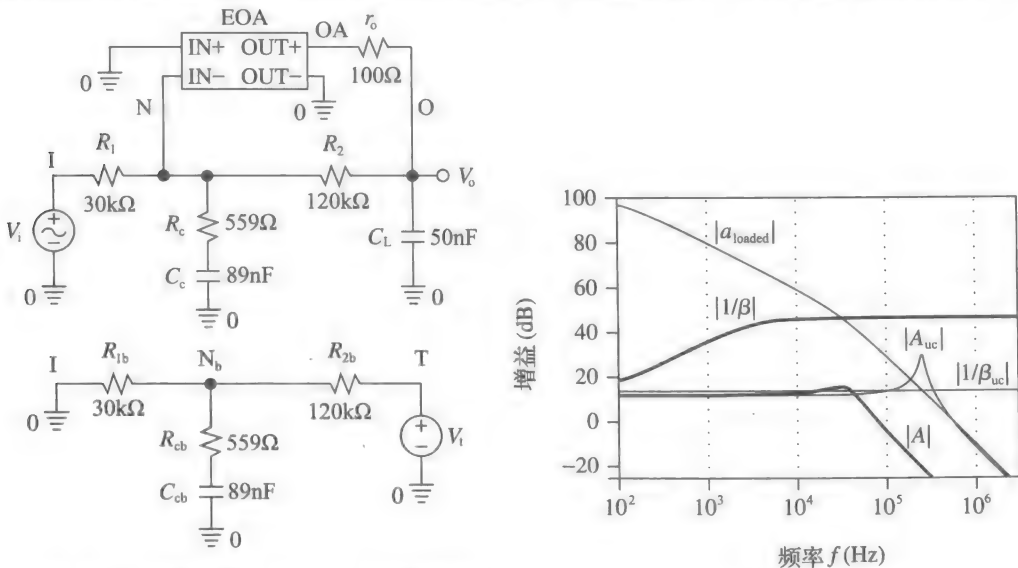 EOA
IN+ OUT+
IN− OUT−
OA
r_o
100Ω
0
0
N
O
I
R_1
30kΩ
R_2
120kΩ
V_o
V_i
0
R_c
559Ω
C_c
89nF
0
C_L
50nF
0
I
R_1b
30kΩ
N_b
R_2b
120kΩ
T
0
R_cb
559Ω
C_cb
89nF
0
V_t
0
增益 (dB)
100
80
60
40
20
0
−20
|a_loaded|
|1/β|
|A_uc|
|1/β_uc|
|A|
10^2
10^3
10^4
10^5
10^6
频率 f (Hz)